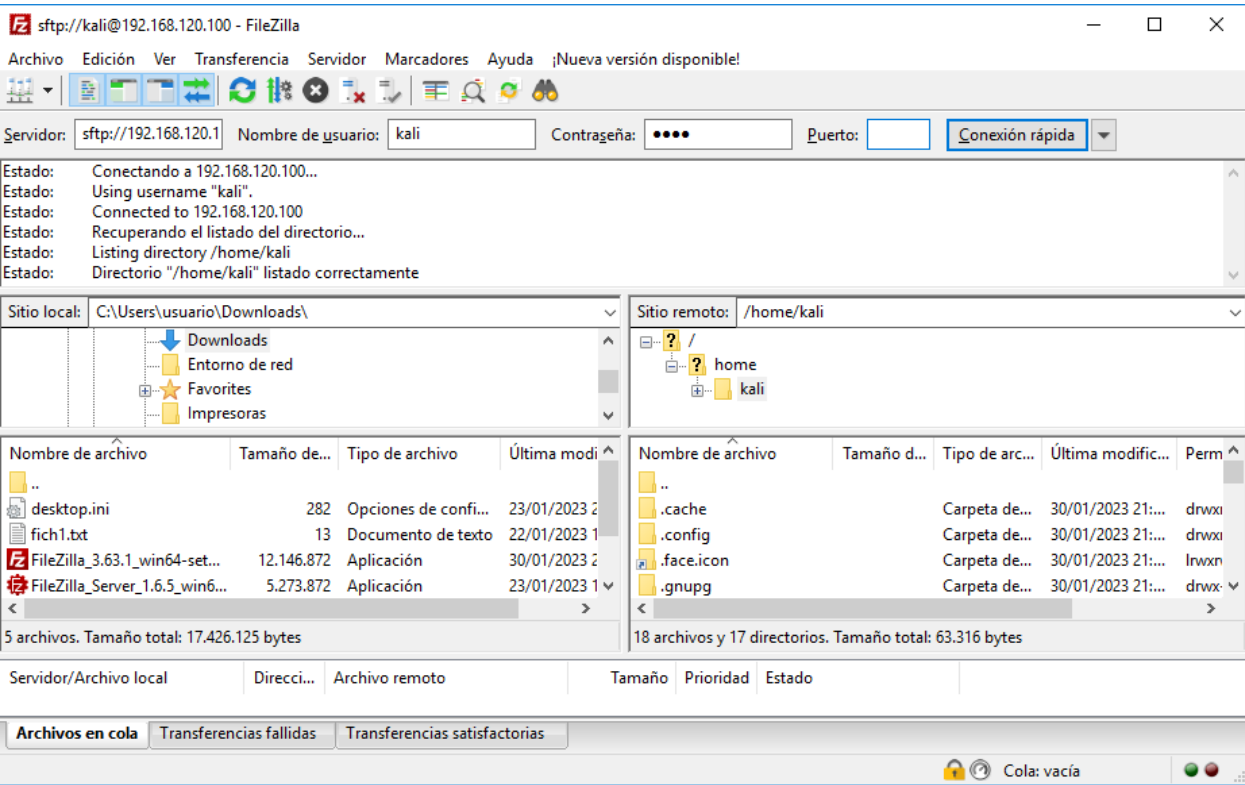 sftp://kali@192.168.120.100 - FileZilla
Archivo Edición Ver Transferencia Servidor Marcadores Ayuda ¡Nueva versión disponible!
Servidor: sftp://192.168.120.1 Nombre de usuario: kali Contraseña: •••• Puerto: Conexión rápida
Estado: Conectando a 192.168.120.100...
Estado: Using username "kali".
Estado: Connected to 192.168.120.100
Estado: Recuperando el listado del directorio...
Estado: Listing directory /home/kali
Estado: Directorio "/home/kali" listado correctamente
Sitio local: C:\Users\usuario\Downloads\
Downloads
Entorno de red
Favorites
Impresoras
Sitio remoto: /home/kali
/
home
kali
Nombre de archivo Tamaño de... Tipo de archivo Última modi
..
desktop.ini 282 Opciones de confi... 23/01/2023 2
fich1.txt 13 Documento de texto 22/01/2023 1
FileZilla_3.63.1_win64-set... 12.146.872 Aplicación 30/01/2023 2
FileZilla_Server_1.6.5_win6... 5.273.872 Aplicación 23/01/2023 1
5 archivos. Tamaño total: 17.426.125 bytes
Nombre de archivo Tamaño d... Tipo de arc... Última modific... Perm
..
.cache Carpeta de... 30/01/2023 21:... drwx
.config Carpeta de... 30/01/2023 21:... drwx
.face.icon Carpeta de... 30/01/2023 21:... lrwxr
.gnupg Carpeta de... 30/01/2023 21:... drwx-
18 archivos y 17 directorios. Tamaño total: 63.316 bytes
Servidor/Archivo local Direcci... Archivo remoto Tamaño Prioridad Estado
Archivos en cola Transferencias fallidas Transferencias satisfactorias
Cola: vacía